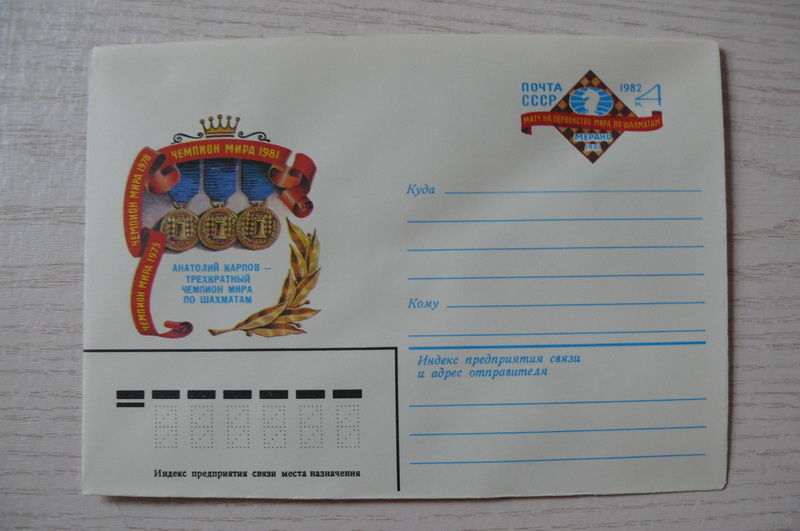 ЧЕМПИОН МИРА 1981
ЧЕМПИОН МИРА 1978
ЧЕМПИОН МИРА 1975
АНАТОЛИЙ КАРПОВ —
ТРЕХКРАТНЫЙ
ЧЕМПИОН МИРА
ПО ШАХМАТАМ
ПОЧТА
СССР
1982
4
К
МАТЧ НА ПЕРВЕНСТВО МИРА ПО ШАХМАТАМ
МЕРАНО
1981
Куда
Кому
Индекс предприятия связи
и адрес отправителя
Индекс предприятия связи места назначения